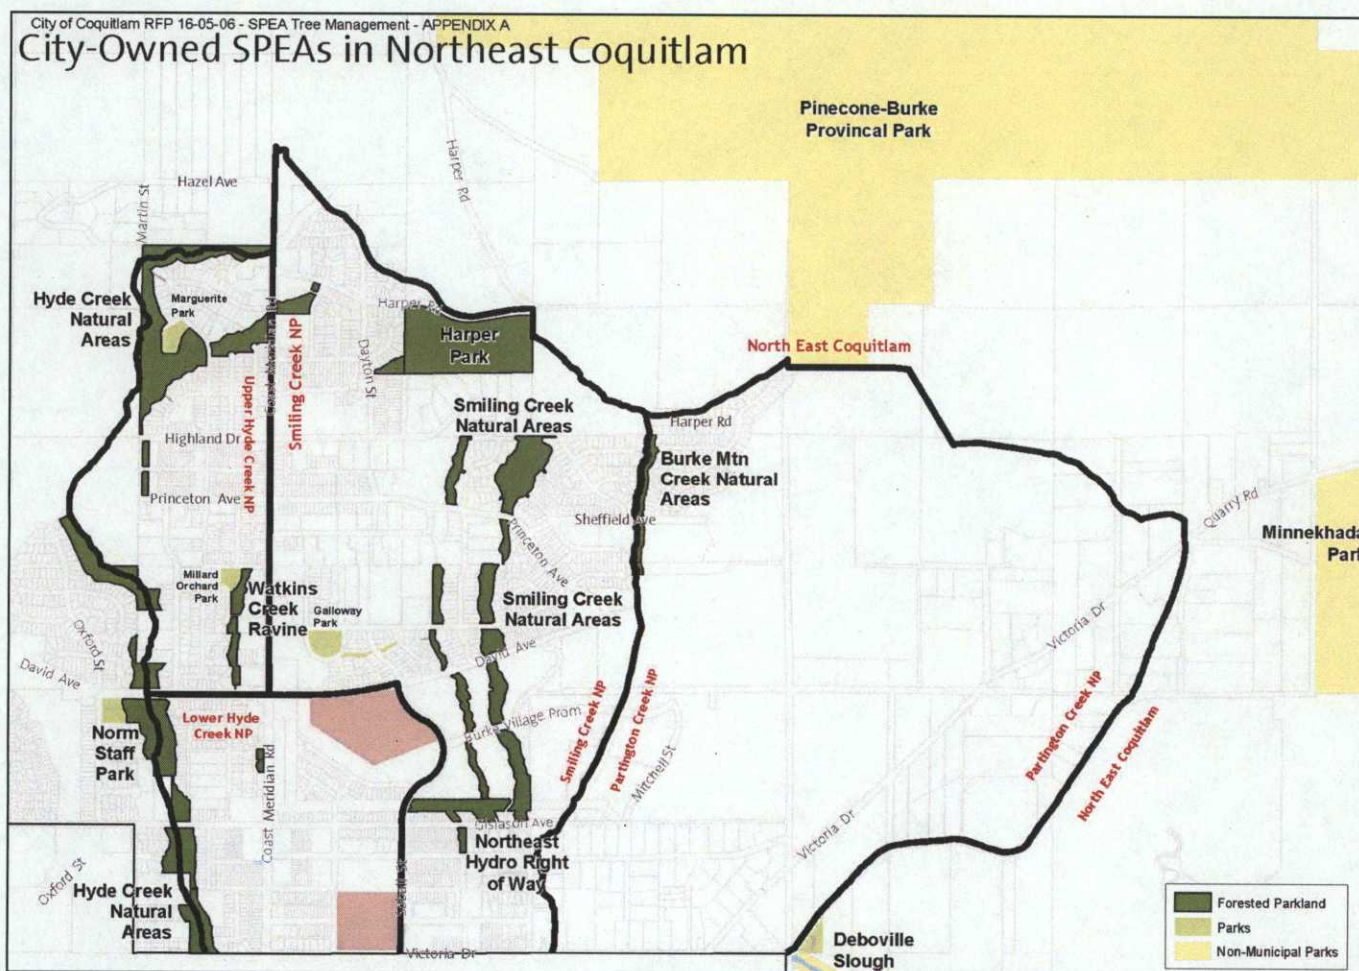 City of Coquitlam RFP 16-05-06 - SPEA Tree Management - APPENDIX A
City-Owned SPEAs in Northeast Coquitlam
Pinecone-Burke
Provincal Park
Harper Rd
Hazel Ave
Martin St
Hyde Creek
Natural
Areas
Marguerite
Park
Harper Rd
Harper
Park
Dayton St
Smiling Creek NP
Upper Hyde Creek NP
North East Coquitlam
Smiling Creek
Natural Areas
Harper Rd
Highland Dr
Burke Mtn
Creek Natural
Areas
Princeton Ave
Princeton Ave
Sheffield Ave
Quarry Rd
Minnekhada
Park
Millard
Orchard
Park
Watkins
Creek
Ravine
Galloway
Park
Smiling Creek
Natural Areas
Victoria Dr
Oxford St
David Ave
David Ave
Lower Hyde
Creek NP
Norm
Staff
Park
Burke Village Prom
Smiling Creek NP
Partington Creek NP
Mitchell St
Partington Creek NP
North East Coquitlam
Coast Meridian Rd
Gislason Ave
Northeast
Hydro Right
of Way
Victoria Dr
Oxford St
Hyde Creek
Natural
Areas
Victoria Dr
Deboville
Slough
Forested Parkland
Parks
Non-Municipal Parks